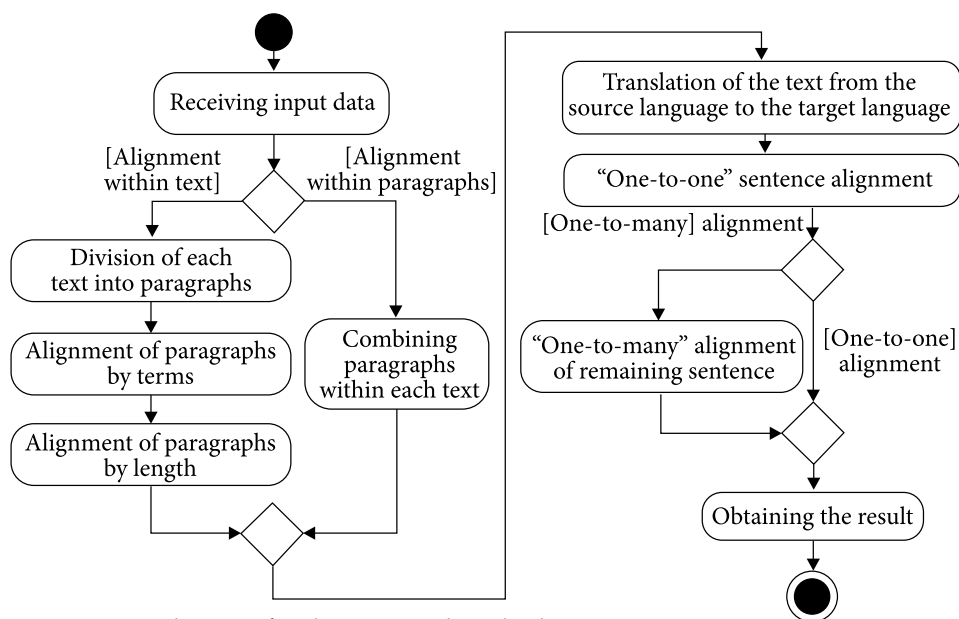 Receiving input data
[Alignment
within text]
[Alignment
within paragraphs]
Division of each
text into paragraphs
Alignment of paragraphs
by terms
Alignment of paragraphs
by length
Combining
paragraphs
within each text
Translation of the text from the
source language to the target language
“One-to-one” sentence alignment
[One-to-many] alignment
“One-to-many” alignment
of remaining sentence
[One-to-one]
alignment
Obtaining the result